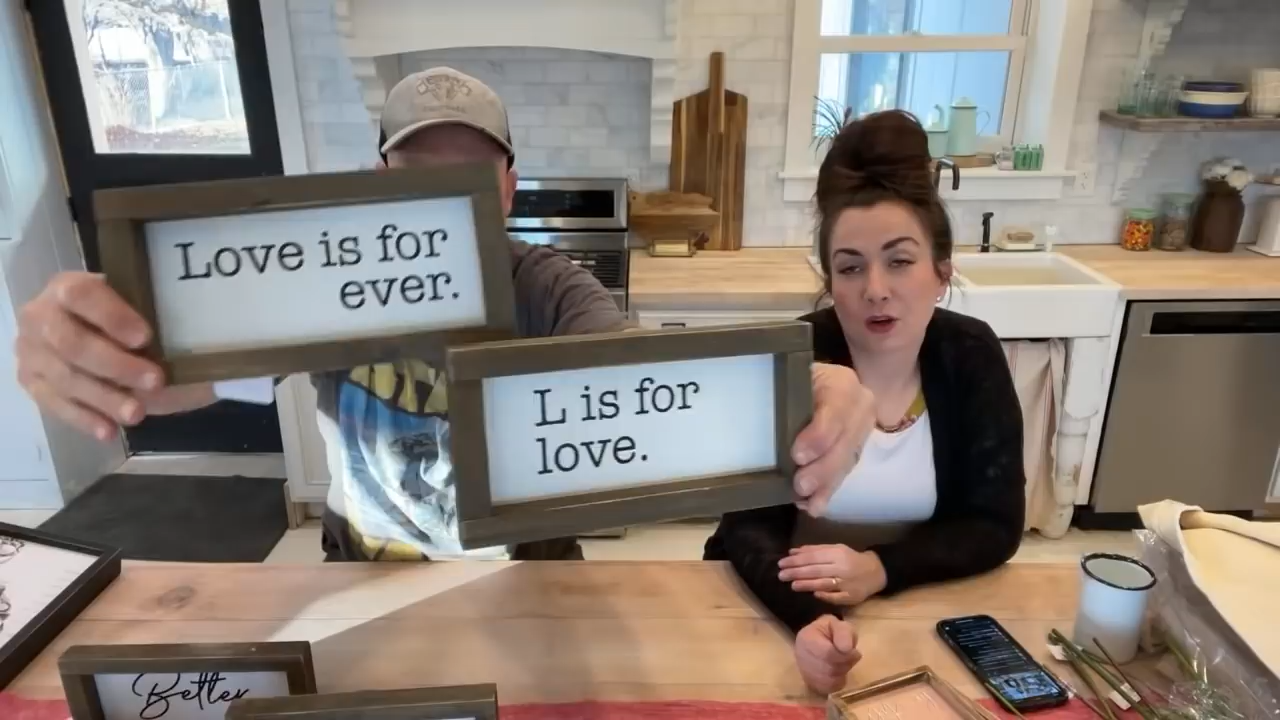 Love is for
ever.
L is for
love.
Better